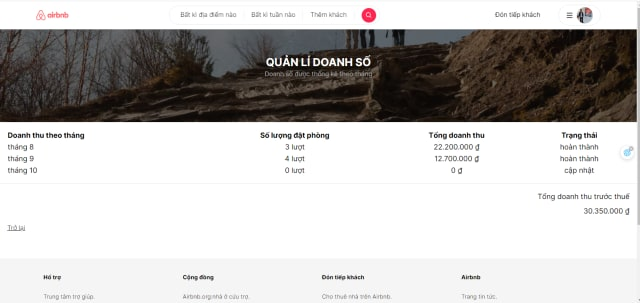 airbnb
Bất kì địa điểm nào
Bất kì tuần nào
Thêm khách
Đón tiếp khách
QUẢN LÍ DOANH SỐ
Doanh số được thống kê theo tháng
Doanh thu theo tháng Số lượng đặt phòng Tổng doanh thu Trạng thái
tháng 8 3 lượt 22.200.000 ₫ hoàn thành
tháng 9 4 lượt 12.700.000 ₫ hoàn thành
tháng 10 0 lượt 0 ₫ cập nhật
Tổng doanh thu trước thuế
30.350.000 ₫
Trở lại
Hỗ trợ Cộng đồng Đón tiếp khách Airbnb
Trung tâm trợ giúp. Airbnb.org:nhà ở cứu trợ. Cho thuê nhà trên Airbnb. Trang tin tức.